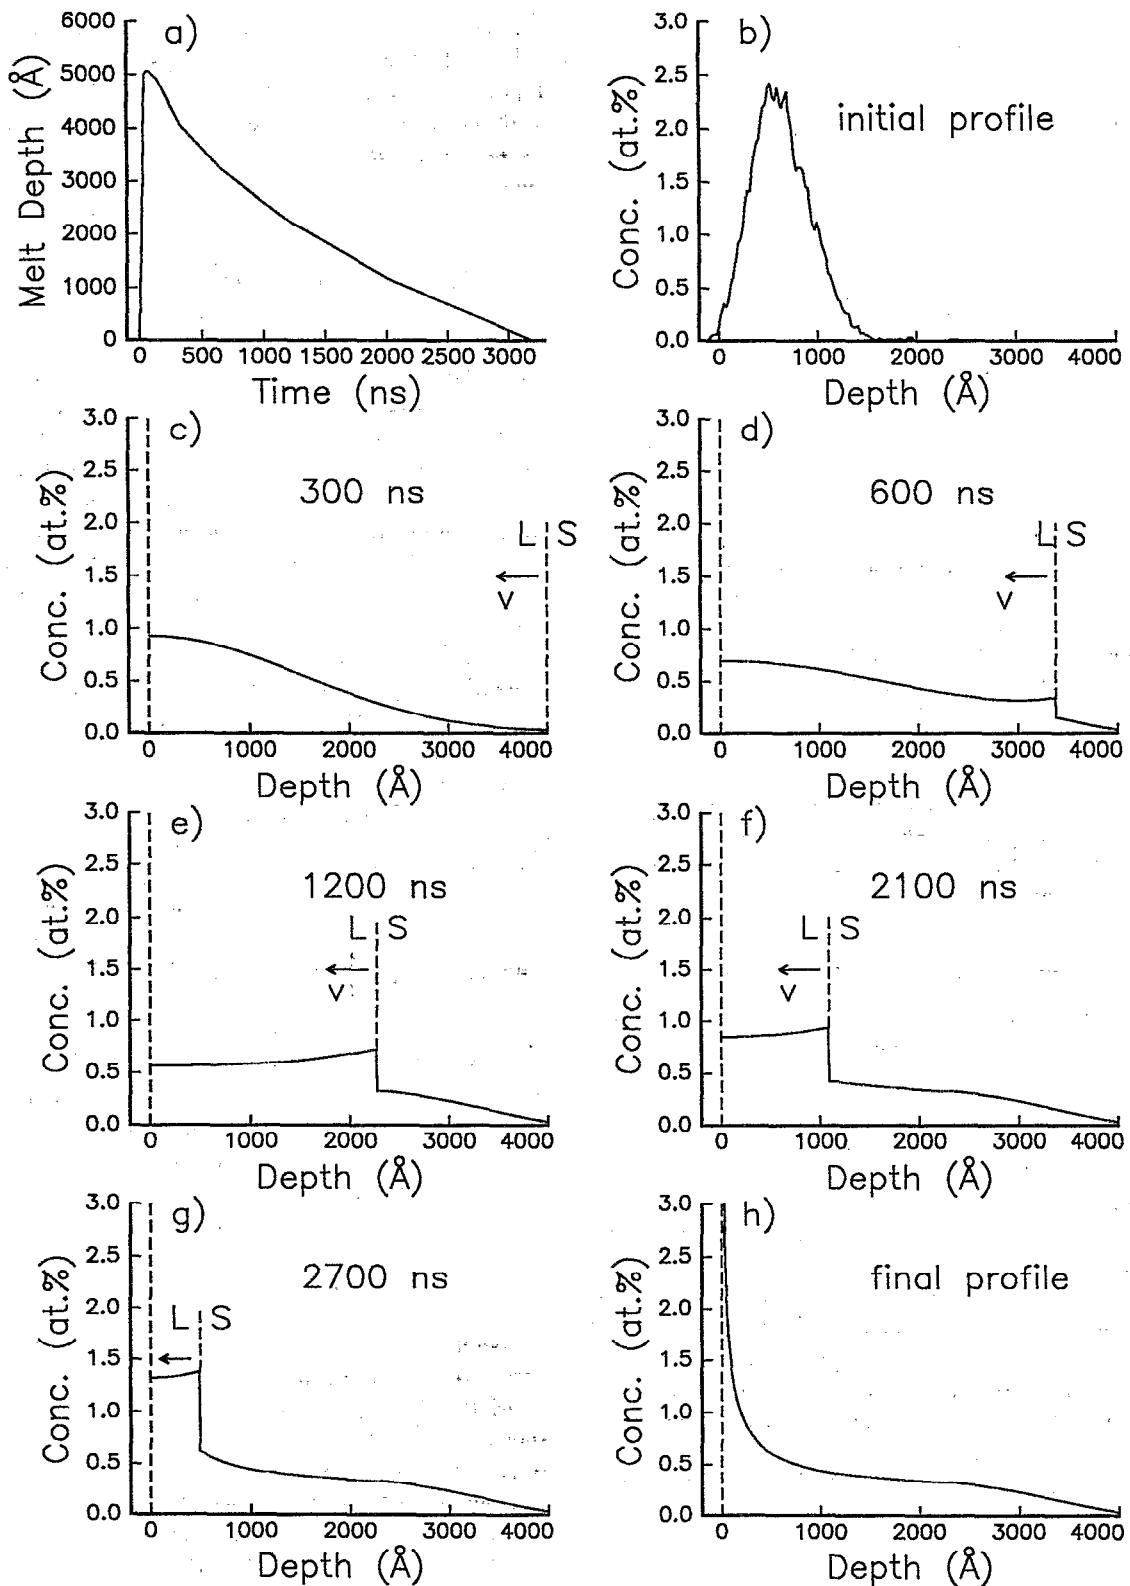 a)
6000
5000
4000
3000
2000
1000
0
Melt Depth (Å)
0 500 1000 1500 2000 2500 3000
Time (ns)
b)
3.0
2.5
2.0
1.5
1.0
0.5
0.0
Conc. (at.%)
initial profile
0 1000 2000 3000 4000
Depth (Å)
c)
3.0
2.5
2.0
1.5
1.0
0.5
0.0
Conc. (at.%)
300 ns
L S
v
0 1000 2000 3000 4000
Depth (Å)
d)
3.0
2.5
2.0
1.5
1.0
0.5
0.0
Conc. (at.%)
600 ns
L S
v
0 1000 2000 3000 4000
Depth (Å)
e)
3.0
2.5
2.0
1.5
1.0
0.5
0.0
Conc. (at.%)
1200 ns
L S
v
0 1000 2000 3000 4000
Depth (Å)
f)
3.0
2.5
2.0
1.5
1.0
0.5
0.0
Conc. (at.%)
2100 ns
L S
v
0 1000 2000 3000 4000
Depth (Å)
g)
3.0
2.5
2.0
1.5
1.0
0.5
0.0
Conc. (at.%)
2700 ns
L S
0 1000 2000 3000 4000
Depth (Å)
h)
3.0
2.5
2.0
1.5
1.0
0.5
0.0
Conc. (at.%)
final profile
0 1000 2000 3000 4000
Depth (Å)